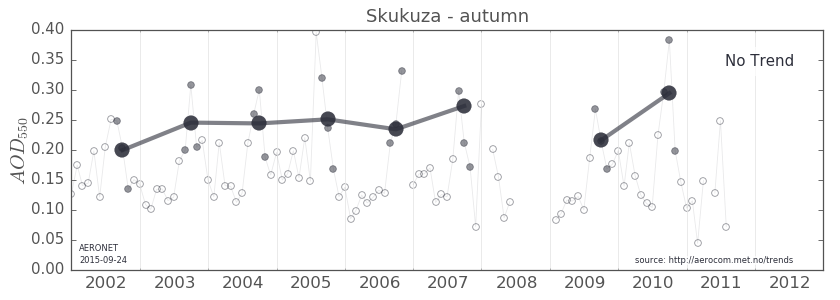 Skukuza - autumn
0.40
0.35
0.30
0.25
0.20
0.15
0.10
0.05
0.00
AOD550
No Trend
AERONET
2015-09-24
source: http://aerocom.met.no/trends
2002 2003 2004 2005 2006 2007 2008 2009 2010 2011 2012